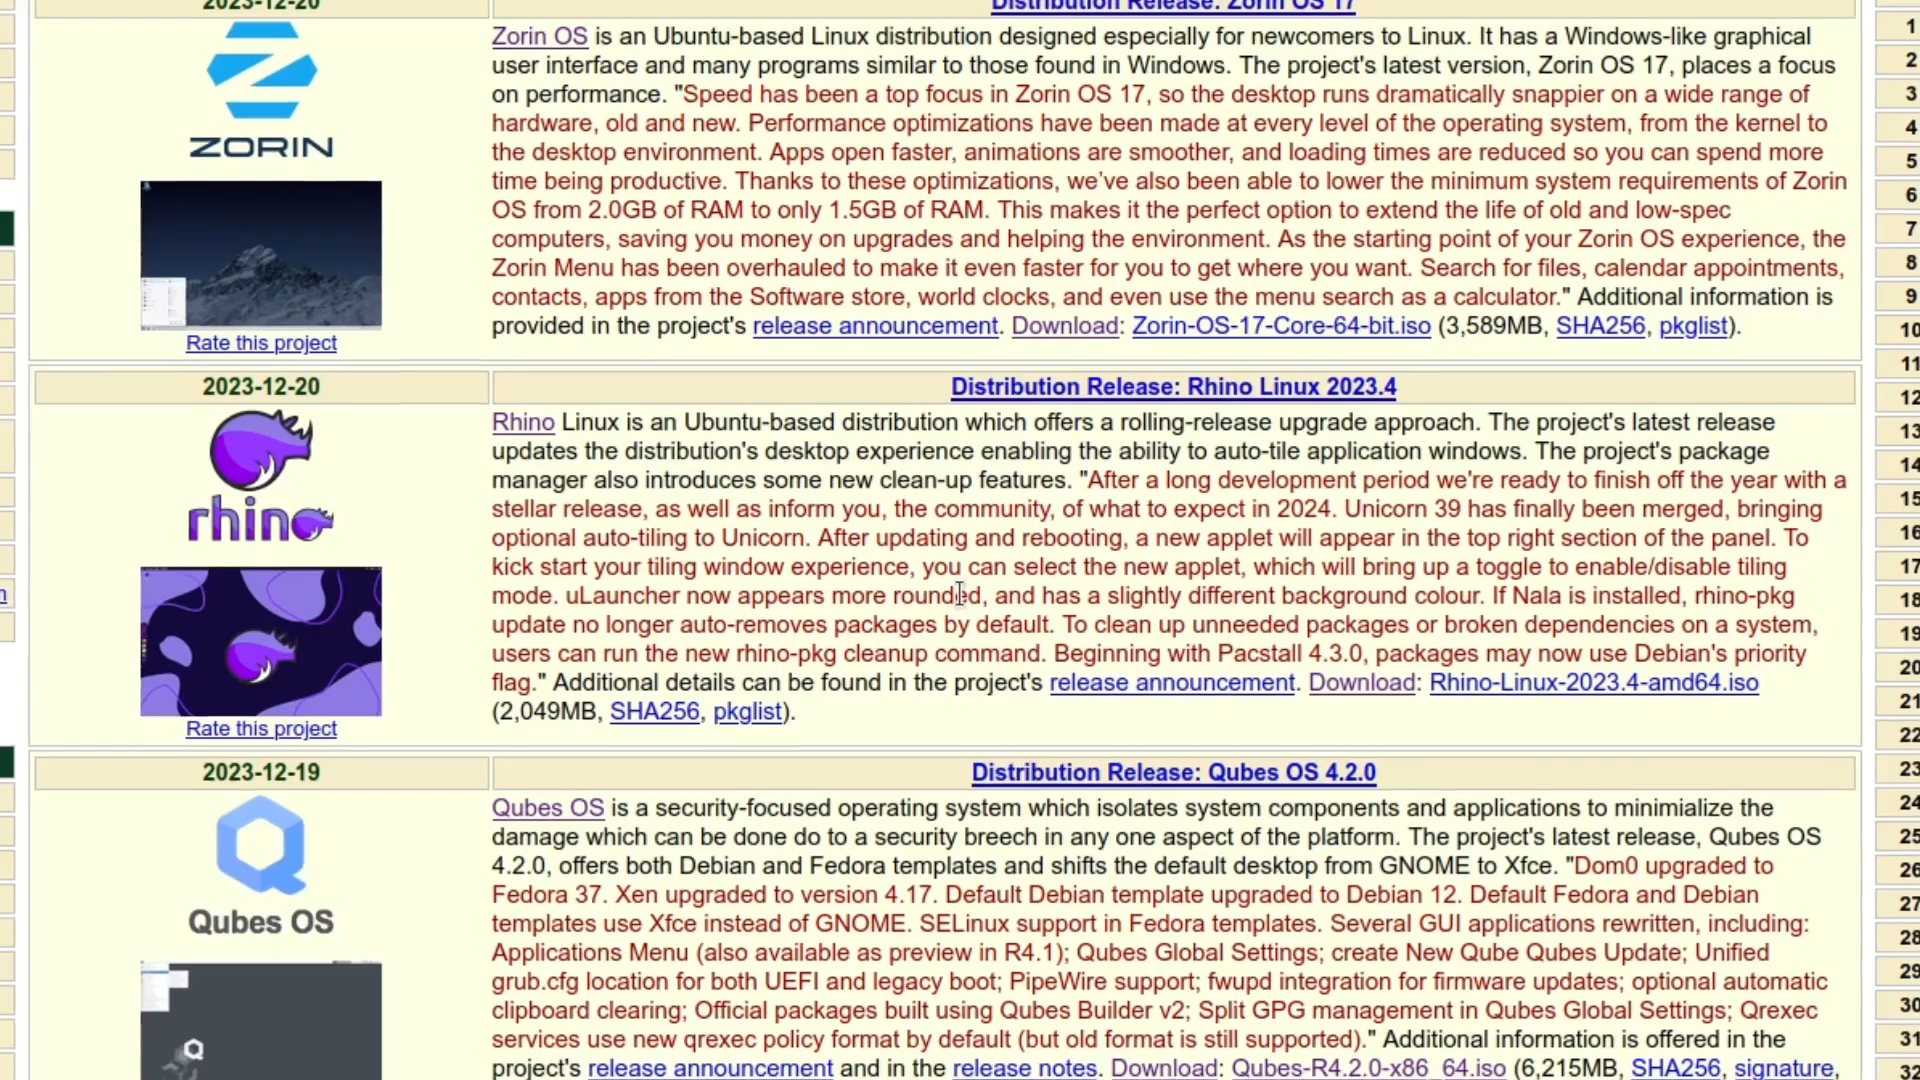 2023-12-20
Distribution Release: Zorin OS 17
ZORIN
Rate this project
Zorin OS is an Ubuntu-based Linux distribution designed especially for newcomers to Linux. It has a Windows-like graphical
user interface and many programs similar to those found in Windows. The project's latest version, Zorin OS 17, places a focus
on performance. "Speed has been a top focus in Zorin OS 17, so the desktop runs dramatically snappier on a wide range of
hardware, old and new. Performance optimizations have been made at every level of the operating system, from the kernel to
the desktop environment. Apps open faster, animations are smoother, and loading times are reduced so you can spend more
time being productive. Thanks to these optimizations, we've also been able to lower the minimum system requirements of Zorin
OS from 2.0GB of RAM to only 1.5GB of RAM. This makes it the perfect option to extend the life of old and low-spec
computers, saving you money on upgrades and helping the environment. As the starting point of your Zorin OS experience, the
Zorin Menu has been overhauled to make it even faster for you to get where you want. Search for files, calendar appointments,
contacts, apps from the Software store, world clocks, and even use the menu search as a calculator." Additional information is
provided in the project's release announcement. Download: Zorin-OS-17-Core-64-bit.iso (3,589MB, SHA256, pkglist).
2023-12-20
Distribution Release: Rhino Linux 2023.4
rhino
Rate this project
Rhino Linux is an Ubuntu-based distribution which offers a rolling-release upgrade approach. The project's latest release
updates the distribution's desktop experience enabling the ability to auto-tile application windows. The project's package
manager also introduces some new clean-up features. "After a long development period we're ready to finish off the year with a
stellar release, as well as inform you, the community, of what to expect in 2024. Unicorn 39 has finally been merged, bringing
optional auto-tiling to Unicorn. After updating and rebooting, a new applet will appear in the top right section of the panel. To
kick start your tiling window experience, you can select the new applet, which will bring up a toggle to enable/disable tiling
mode. uLauncher now appears more rounded, and has a slightly different background colour. If Nala is installed, rhino-pkg
update no longer auto-removes packages by default. To clean up unneeded packages or broken dependencies on a system,
users can run the new rhino-pkg cleanup command. Beginning with Pacstall 4.3.0, packages may now use Debian's priority
flag." Additional details can be found in the project's release announcement. Download: Rhino-Linux-2023.4-amd64.iso
(2,049MB, SHA256, pkglist).
2023-12-19
Distribution Release: Qubes OS 4.2.0
Qubes OS
Qubes OS is a security-focused operating system which isolates system components and applications to minimialize the
damage which can be done do to a security breech in any one aspect of the platform. The project's latest release, Qubes OS
4.2.0, offers both Debian and Fedora templates and shifts the default desktop from GNOME to Xfce. "Dom0 upgraded to
Fedora 37. Xen upgraded to version 4.17. Default Debian template upgraded to Debian 12. Default Fedora and Debian
templates use Xfce instead of GNOME. SELinux support in Fedora templates. Several GUI applications rewritten, including:
Applications Menu (also available as preview in R4.1); Qubes Global Settings; create New Qube Qubes Update; Unified
grub.cfg location for both UEFI and legacy boot; PipeWire support; fwupd integration for firmware updates; optional automatic
clipboard clearing; Official packages built using Qubes Builder v2; Split GPG management in Qubes Global Settings; Qrexec
services use new qrexec policy format by default (but old format is still supported)." Additional information is offered in the
project's release announcement and in the release notes. Download: Qubes-R4.2.0-x86_64.iso (6,215MB, SHA256, signature,
1
2
3
4
5
6
7
8
9
10
11
12
13
14
15
16
17
18
19
20
21
22
23
24
25
26
27
28
29
30
31
32